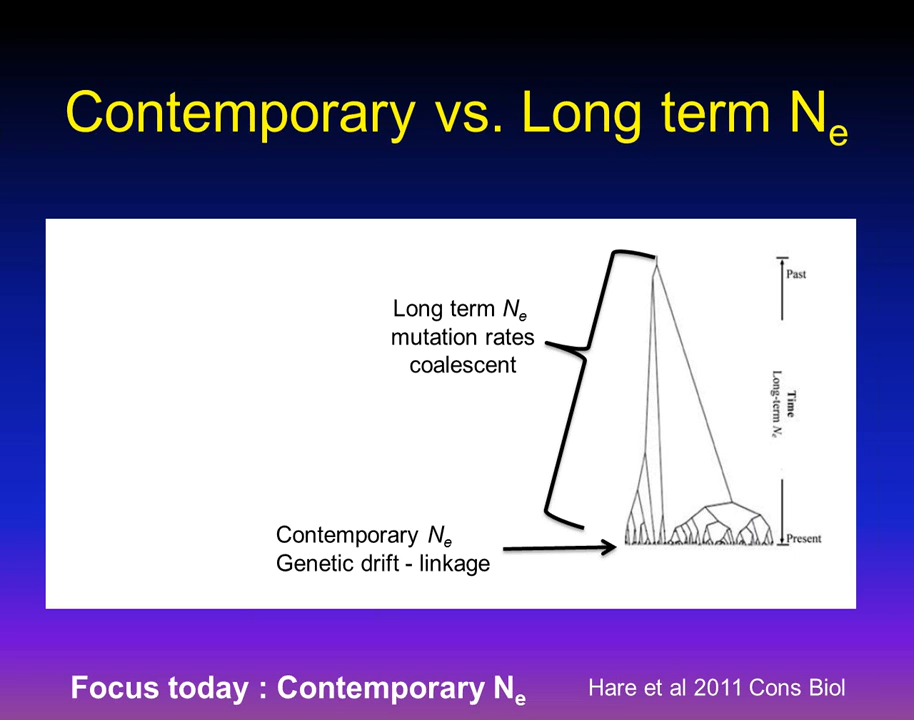 Contemporary vs. Long term Ne
Long term Ne
mutation rates
coalescent
Past
Time
Long-term Ne
Contemporary Ne
Genetic drift - linkage
Present
Focus today : Contemporary Ne
Hare et al 2011 Cons Biol